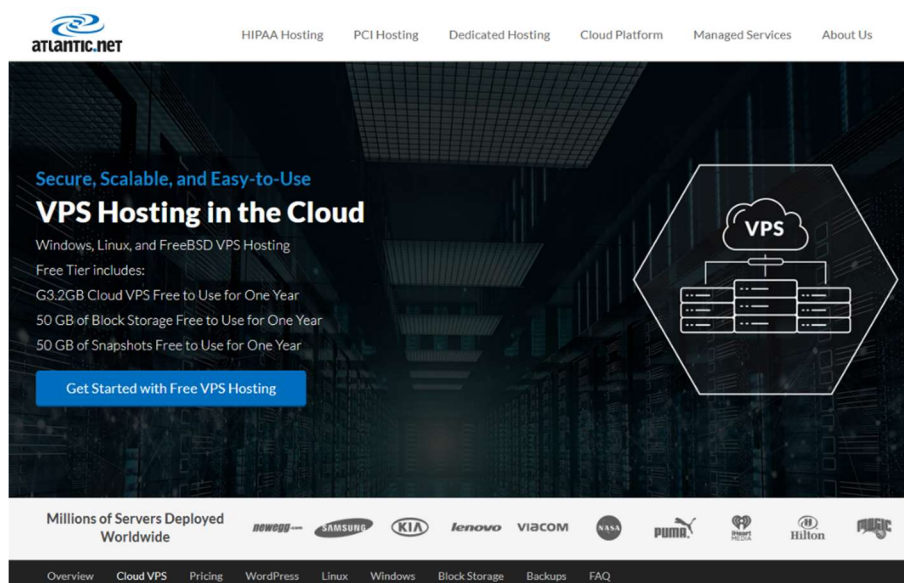 ATLANTIC.NET
HIPAA Hosting PCI Hosting Dedicated Hosting Cloud Platform Managed Services About Us
Secure, Scalable, and Easy-to-Use
VPS Hosting in the Cloud
Windows, Linux, and FreeBSD VPS Hosting
Free Tier includes:
G3.2GB Cloud VPS Free to Use for One Year
50 GB of Block Storage Free to Use for One Year
50 GB of Snapshots Free to Use for One Year
Get Started with Free VPS Hosting
VPS
Millions of Servers Deployed
Worldwide
newegg.com SAMSUNG KIA lenovo VIACOM NASA PUMA iHeart MEDIA Hilton MAGIC
Overview Cloud VPS Pricing WordPress Linux Windows Block Storage Backups FAQ